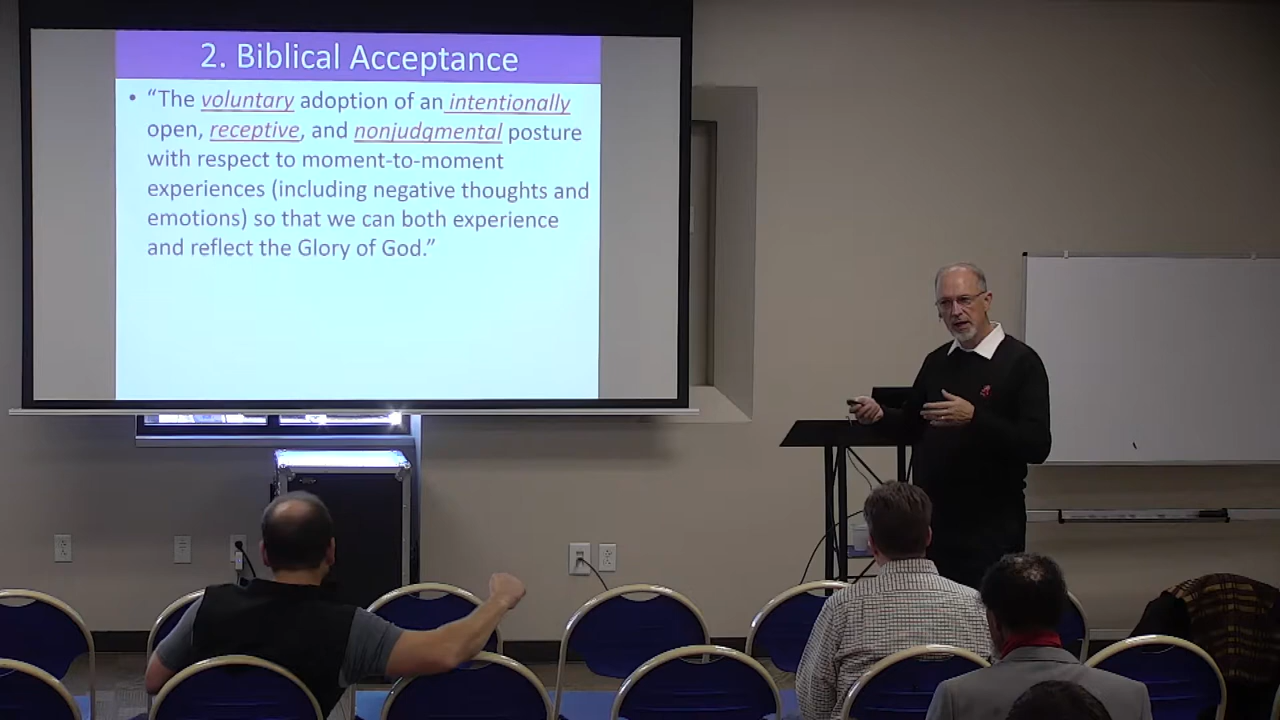 2. Biblical Acceptance
• “The voluntary adoption of an intentionally
open, receptive, and nonjudgmental posture
with respect to moment-to-moment
experiences (including negative thoughts and
emotions) so that we can both experience
and reflect the Glory of God.”